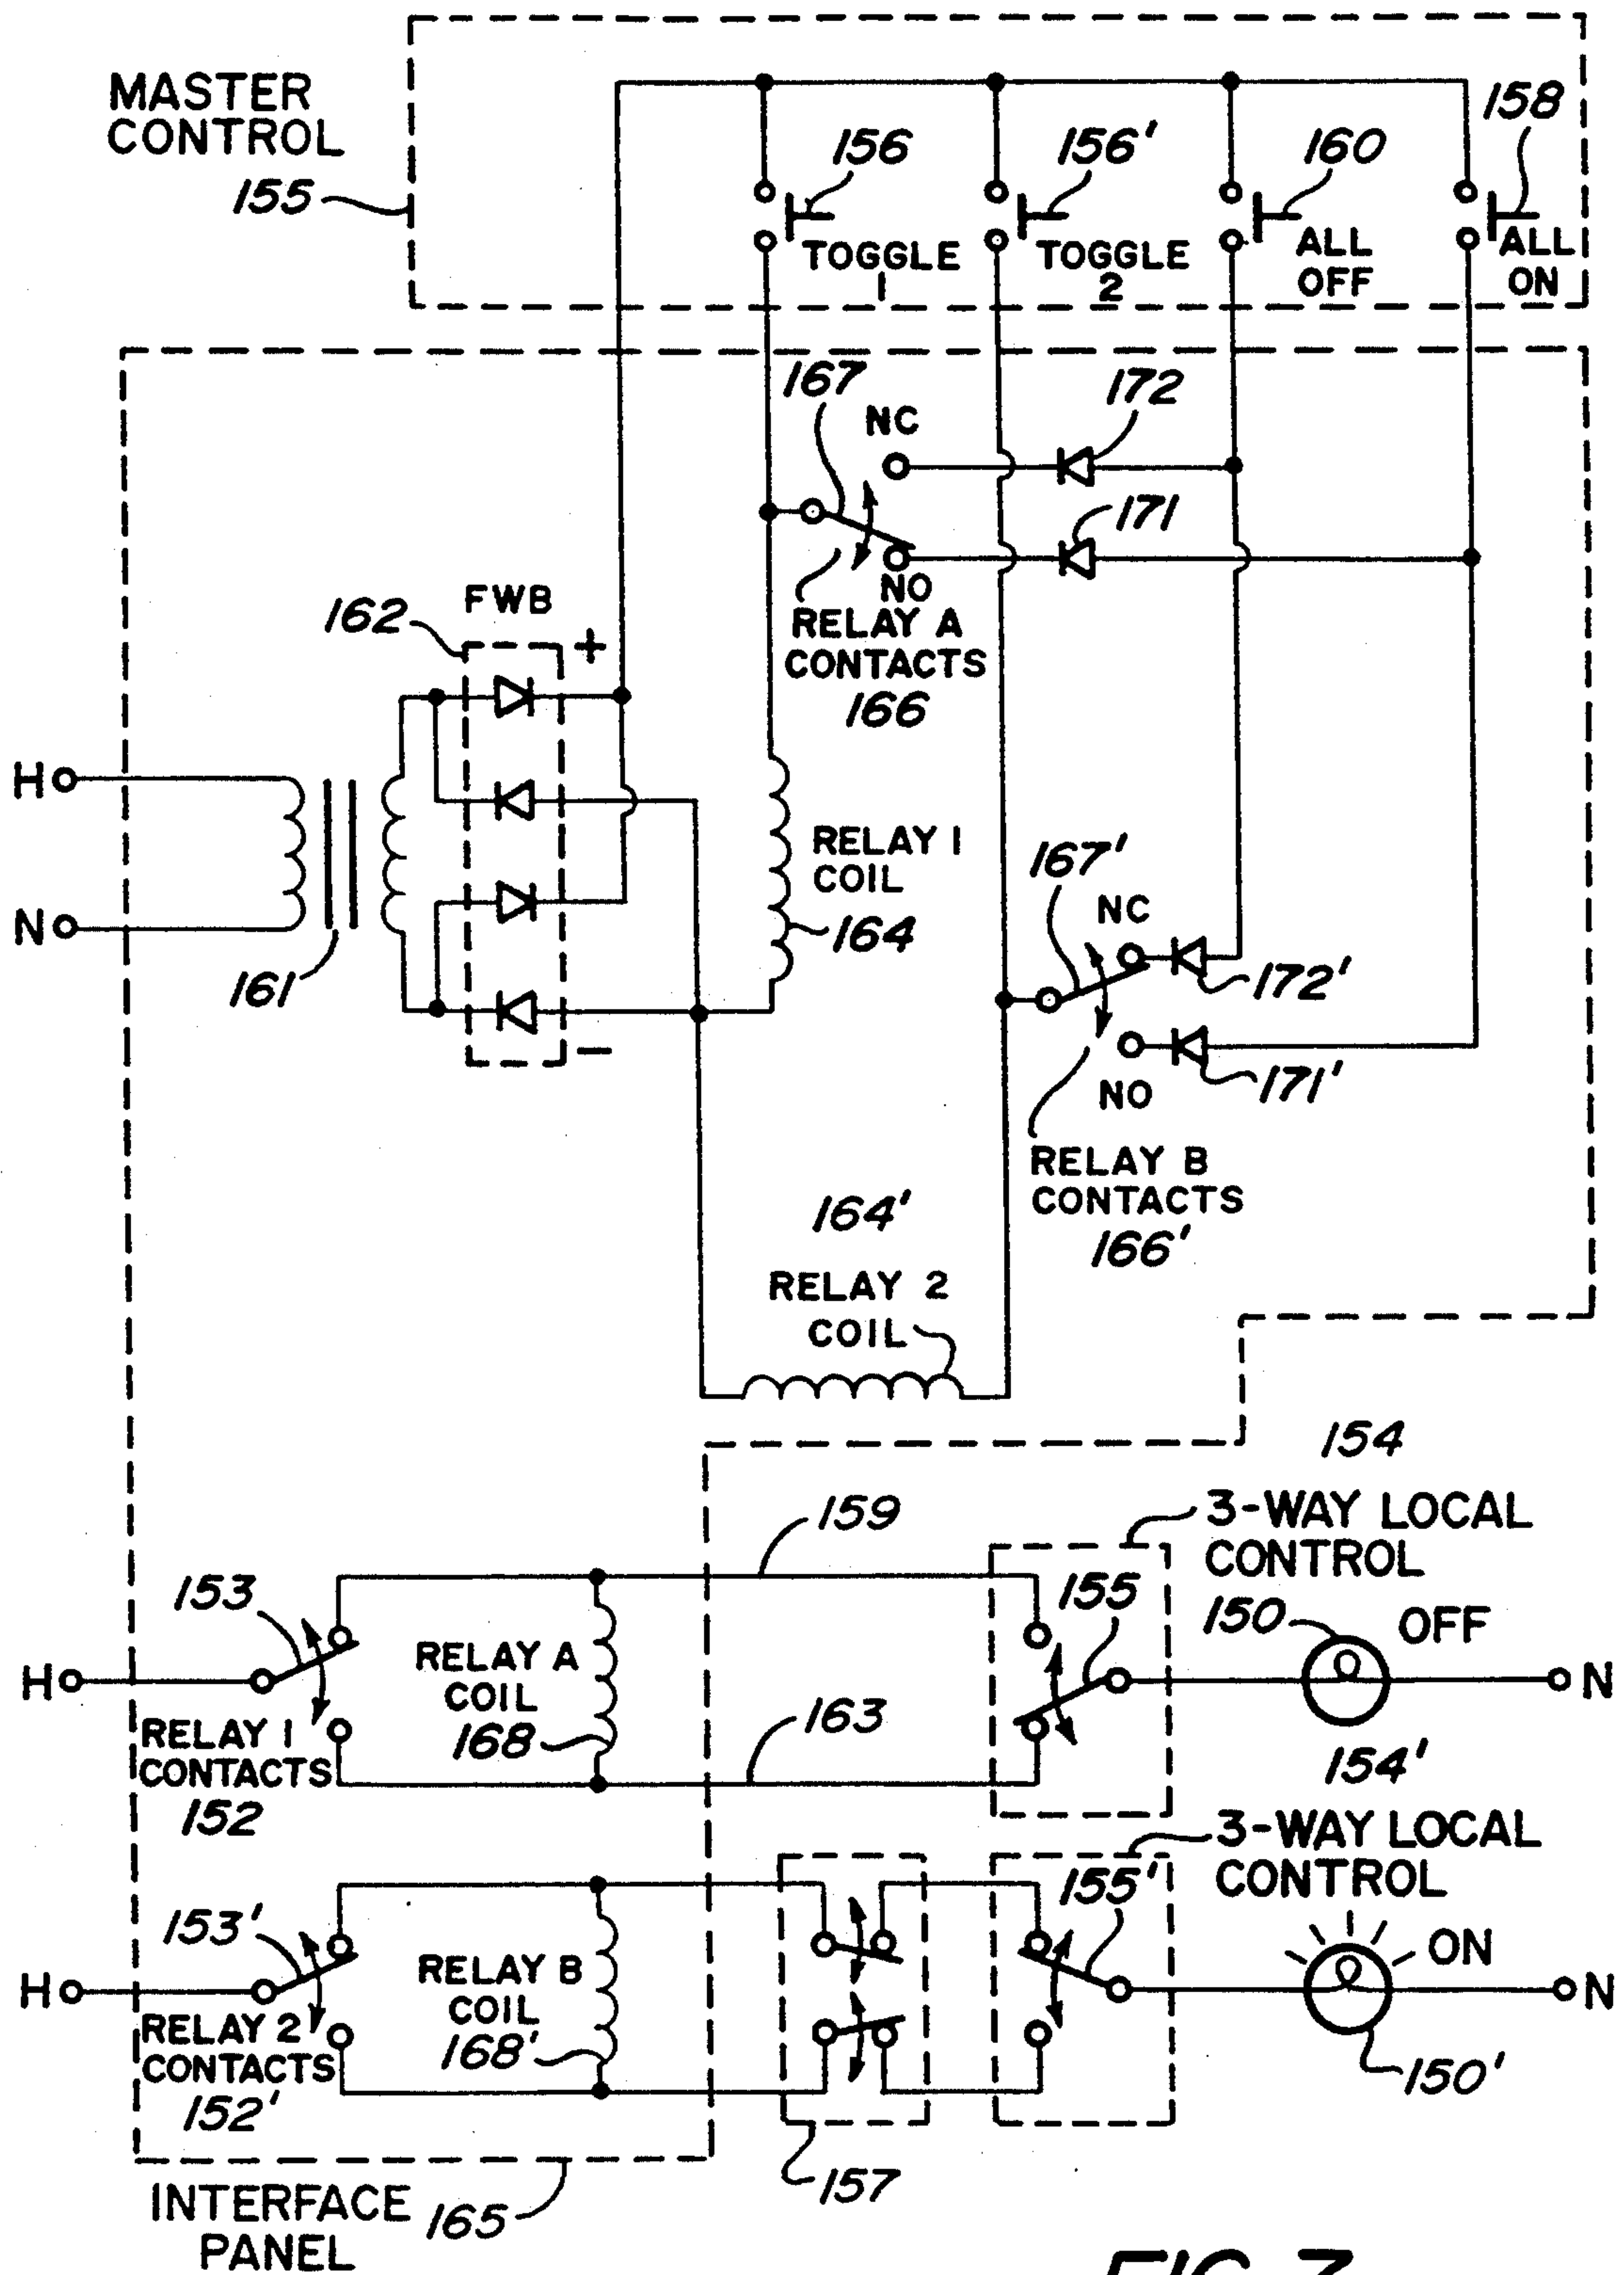 MASTER
CONTROL
155
156
156'
160
158
TOGGLE
1
TOGGLE
2
ALL
OFF
ALL
ON
167
NC
172
171
NO
RELAY A
CONTACTS
166
162
FWB
+
H
N
161
RELAY 1
COIL
164
−
167'
NC
172'
171'
NO
RELAY B
CONTACTS
166'
164'
RELAY 2
COIL
154
159
3-WAY LOCAL
CONTROL
153
155
150
OFF
RELAY A
COIL
168
H
N
163
RELAY 1
CONTACTS
152
154'
3-WAY LOCAL
CONTROL
153'
155'
ON
RELAY B
COIL
168'
H
N
RELAY 2
CONTACTS
152'
150'
157
INTERFACE
PANEL
165